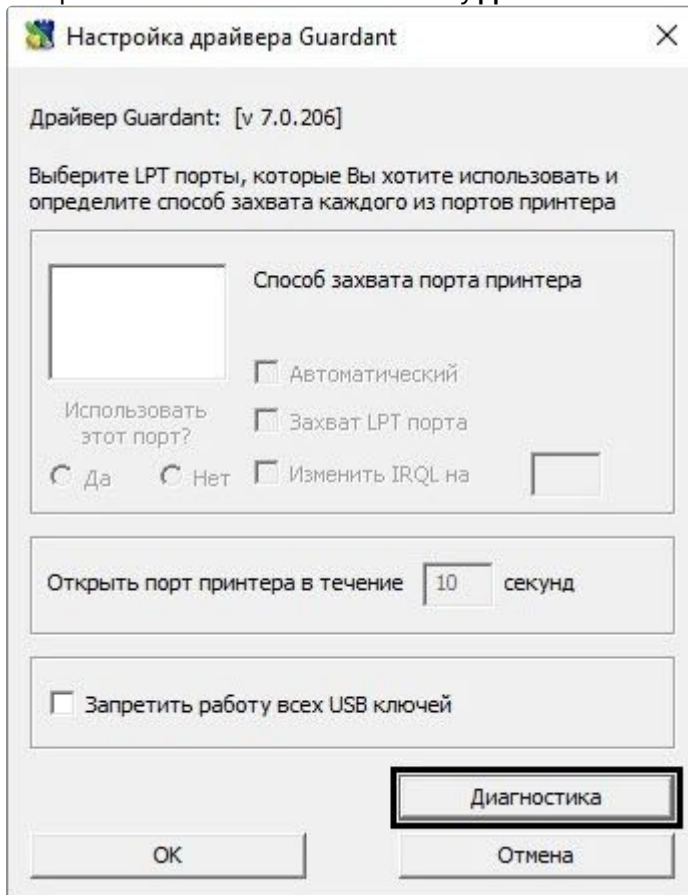 Настройка драйвера Guardant
Драйвер Guardant: [v 7.0.206]
Выберите LPT порты, которые Вы хотите использовать и
определите способ захвата каждого из портов принтера
Способ захвата порта принтера
Автоматический
Использовать
этот порт?
Захват LPT порта
Да Нет Изменить IRQL на
Открыть порт принтера в течение 10 секунд
Запретить работу всех USB ключей
Диагностика
OK Отмена